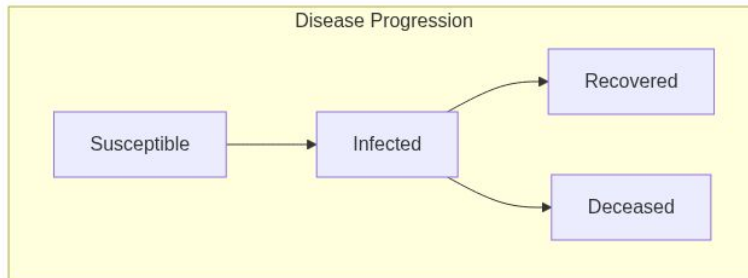 Disease Progression
Susceptible
Infected
Recovered
Deceased